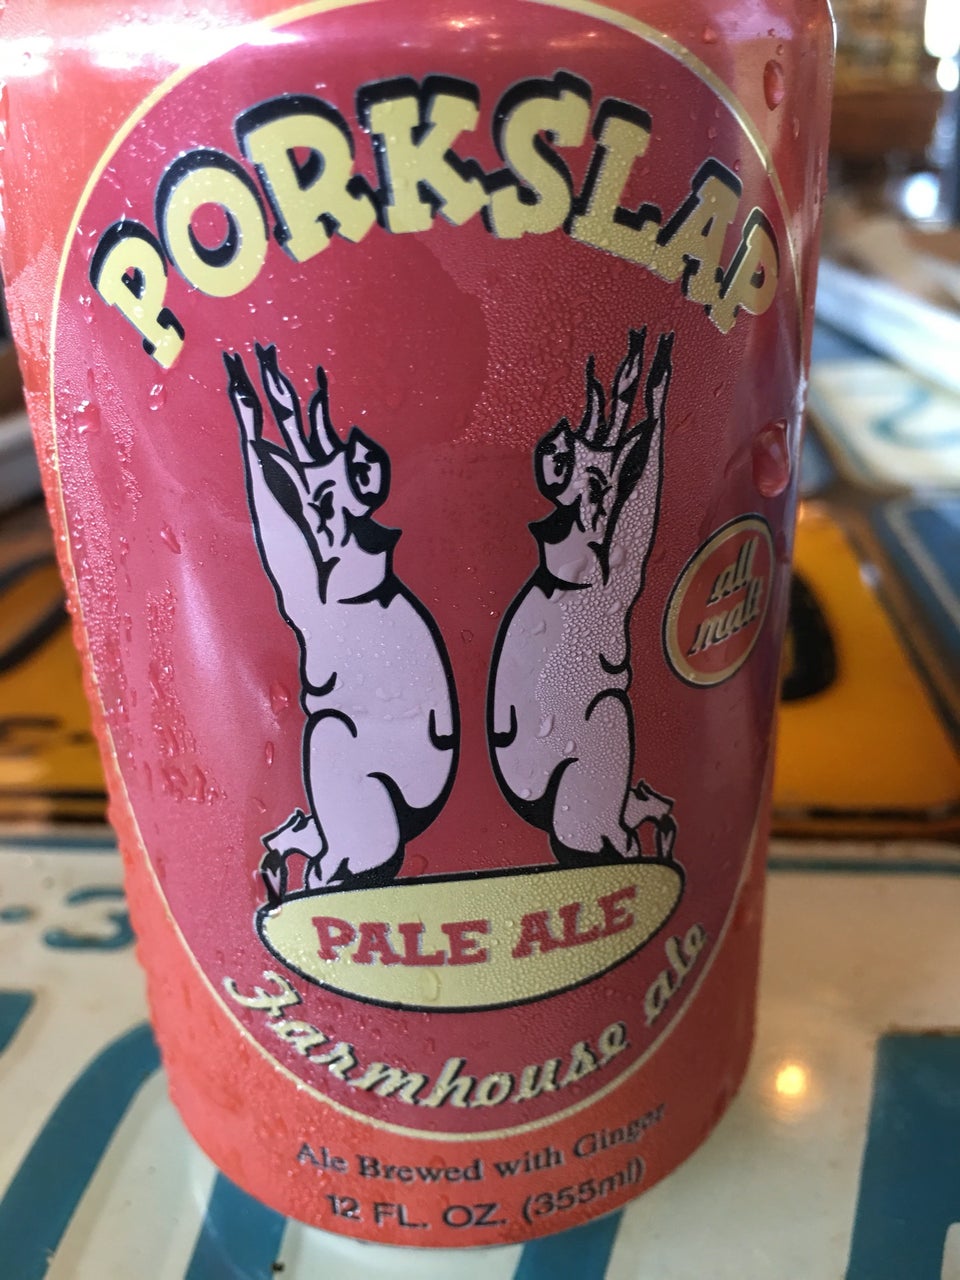 PORKSLAP
all
malt
PALE ALE
Farmhouse ale
Ale Brewed with Ginger
12 FL. OZ. (355ml)